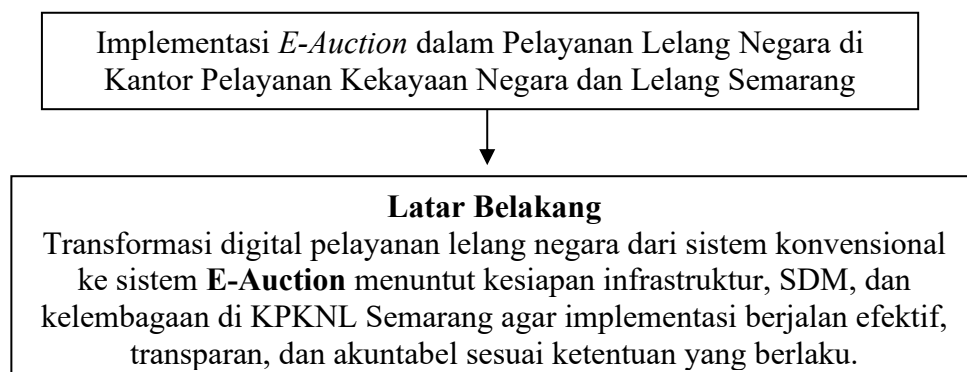 Implementasi E-Auction dalam Pelayanan Lelang Negara di
Kantor Pelayanan Kekayaan Negara dan Lelang Semarang
Latar Belakang
Transformasi digital pelayanan lelang negara dari sistem konvensional
ke sistem E-Auction menuntut kesiapan infrastruktur, SDM, dan
kelembagaan di KPKNL Semarang agar implementasi berjalan efektif,
transparan, dan akuntabel sesuai ketentuan yang berlaku.